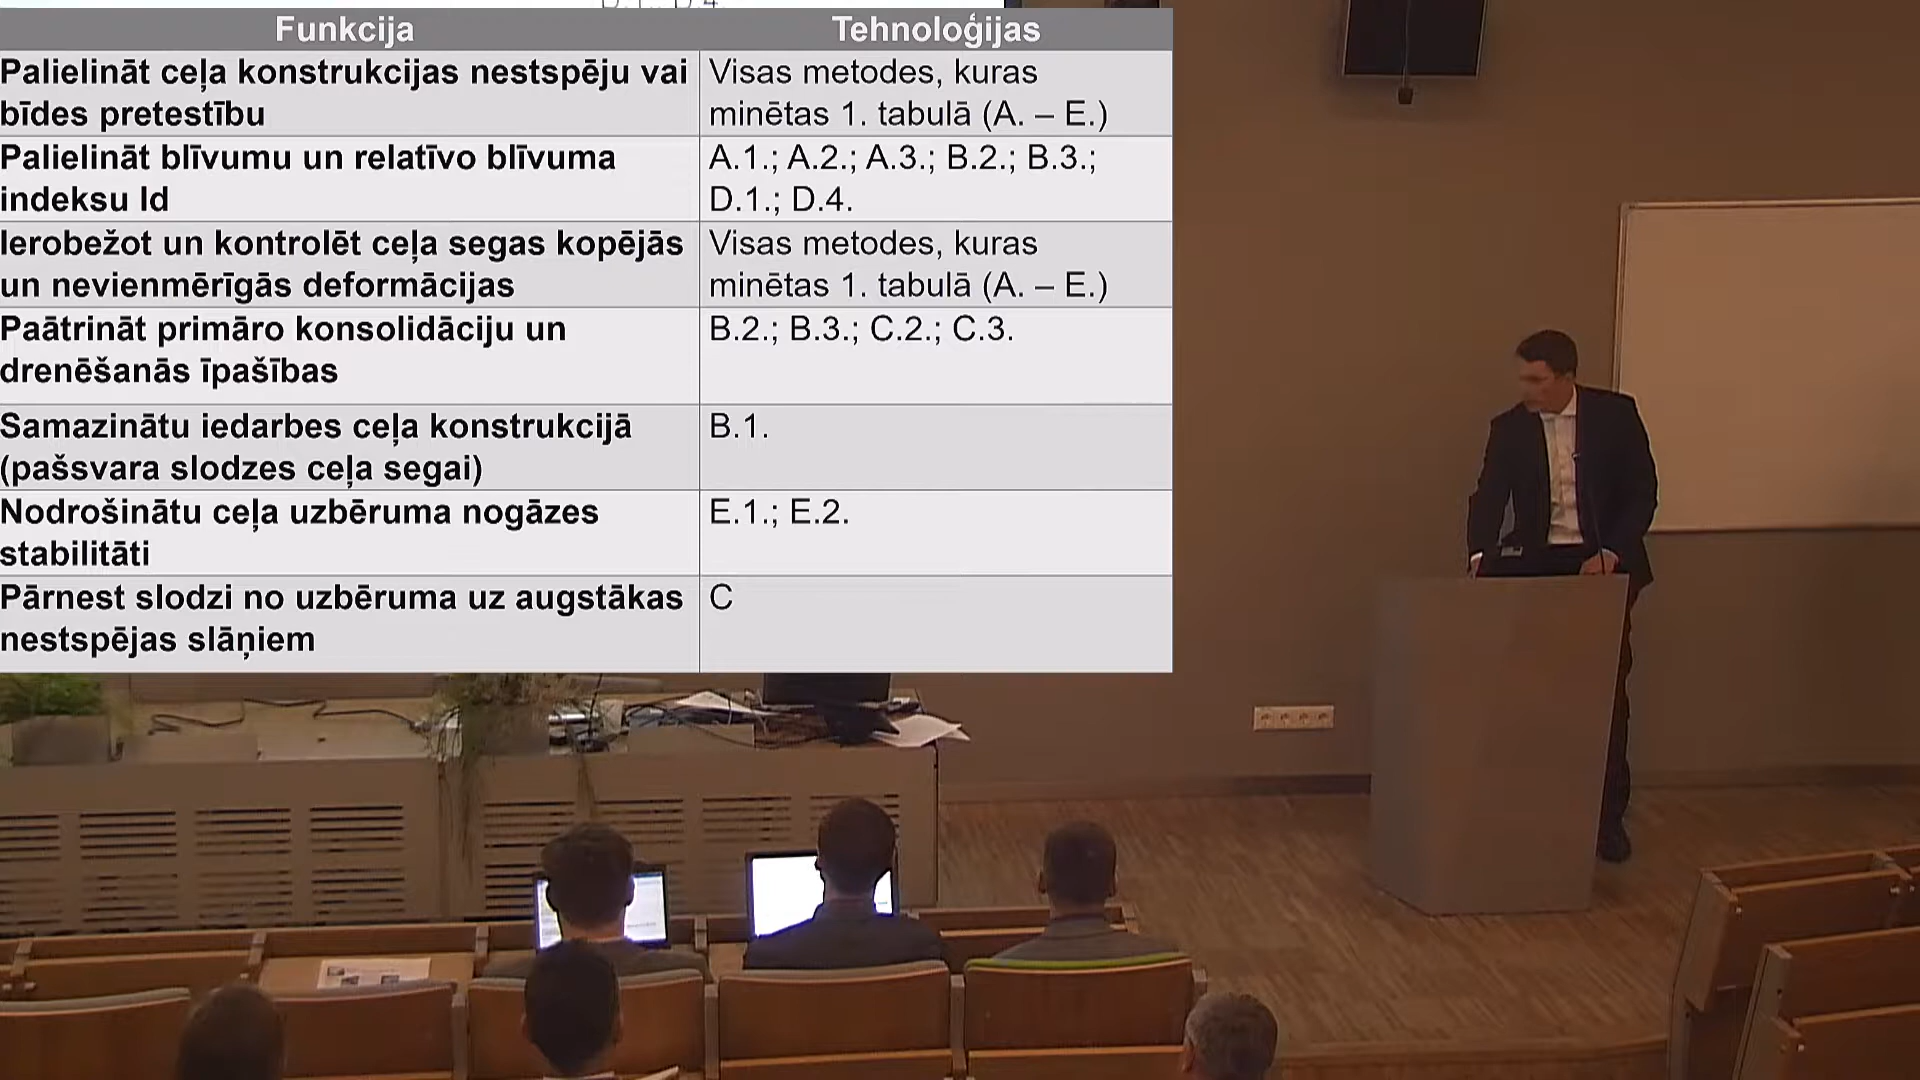 Funkcija
Tehnoloģijas
Palielināt ceļa konstrukcijas nestspēju vai
bīdes pretestību
Visas metodes, kuras
minētas 1. tabulā (A. – E.)
Palielināt blīvumu un relatīvo blīvuma
indeksu Id
A.1.; A.2.; A.3.; B.2.; B.3.;
D.1.; D.4.
Ierobežot un kontrolēt ceļa segas kopējās
un nevienmērīgās deformācijas
Visas metodes, kuras
minētas 1. tabulā (A. – E.)
Paātrināt primāro konsolidāciju un
drenēšanās īpašības
B.2.; B.3.; C.2.; C.3.
Samazinātu iedarbes ceļa konstrukcijā
(pašsvara slodzes ceļa segai)
B.1.
Nodrošinātu ceļa uzbēruma nogāzes
stabilitāti
E.1.; E.2.
Pārnest slodzi no uzbēruma uz augstākas
nestspējas slāņiem
C